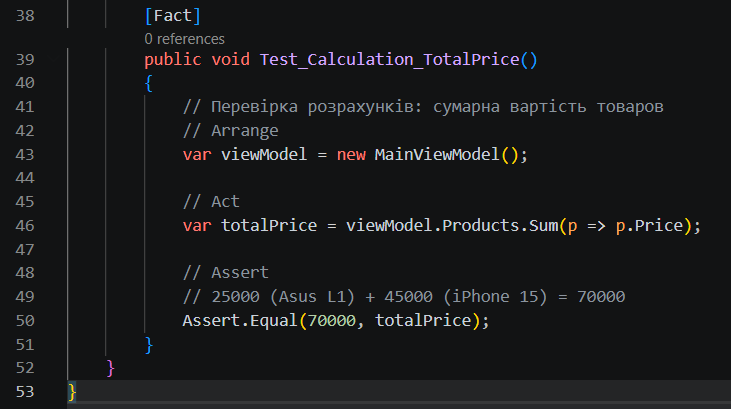 38 [Fact]
0 references
39 public void Test_Calculation_TotalPrice()
40 {
41 // Перевірка розрахунків: сумарна вартість товаров
42 // Arrange
43 var viewModel = new MainViewModel();
44
45 // Act
46 var totalPrice = viewModel.Products.Sum(p => p.Price);
47
48 // Assert
49 // 25000 (Asus L1) + 45000 (iPhone 15) = 70000
50 Assert.Equal(70000, totalPrice);
51 }
52 }
53 }